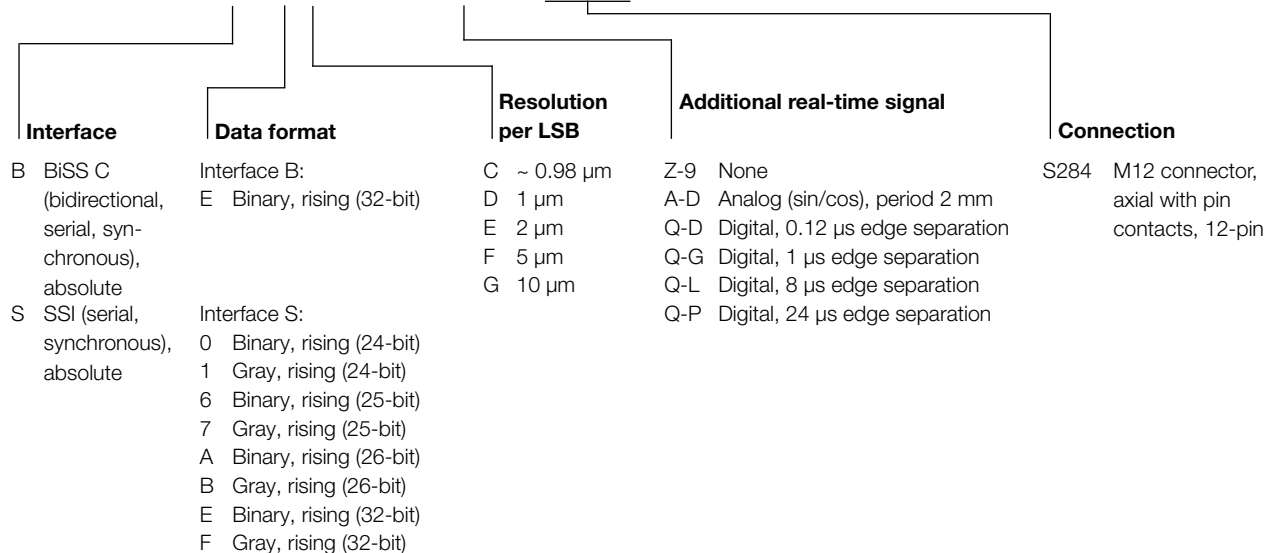 Interface
B BiSS C
(bidirectional,
serial, syn-
chronous),
absolute
S SSI (serial,
synchronous),
absolute
Data format
Interface B:
E Binary, rising (32-bit)
Interface S:
0 Binary, rising (24-bit)
1 Gray, rising (24-bit)
6 Binary, rising (25-bit)
7 Gray, rising (25-bit)
A Binary, rising (26-bit)
B Gray, rising (26-bit)
E Binary, rising (32-bit)
F Gray, rising (32-bit)
Resolution
per LSB
C ~ 0.98 µm
D 1 µm
E 2 µm
F 5 µm
G 10 µm
Additional real-time signal
Z-9 None
A-D Analog (sin/cos), period 2 mm
Q-D Digital, 0.12 µs edge separation
Q-G Digital, 1 µs edge separation
Q-L Digital, 8 µs edge separation
Q-P Digital, 24 µs edge separation
Connection
S284 M12 connector,
axial with pin
contacts, 12-pin